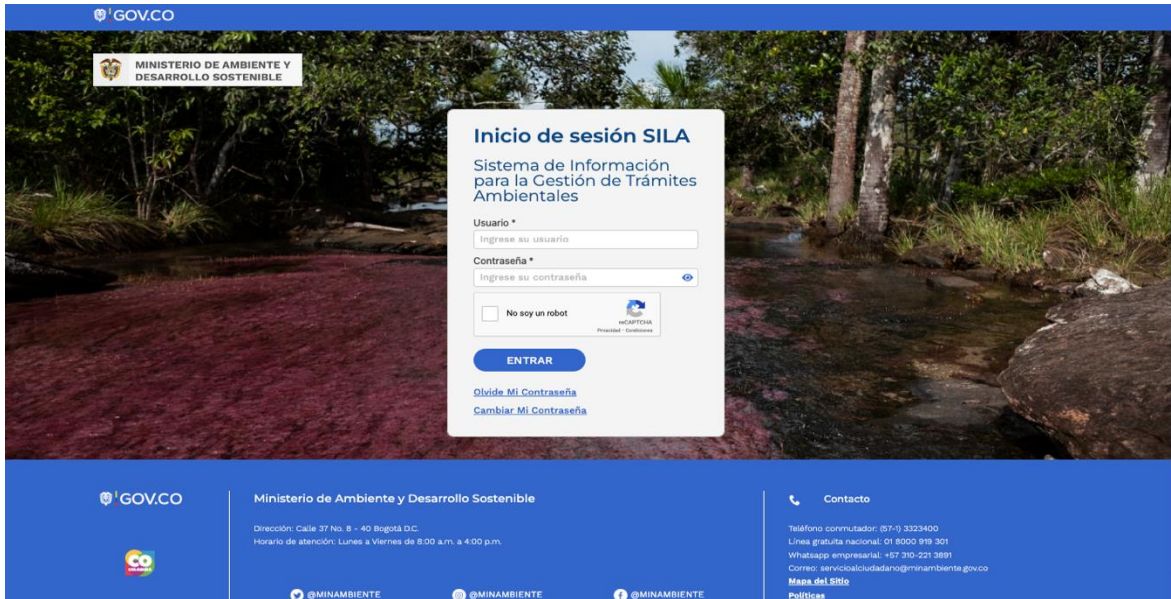 GOV.CO
MINISTERIO DE AMBIENTE Y
DESARROLLO SOSTENIBLE
Inicio de sesión SILA
Sistema de Información
para la Gestión de Trámites
Ambientales
Usuario *
Ingrese su usuario
Contraseña *
Ingrese su contraseña
No soy un robot
reCAPTCHA
Privacidad - Condiciones
ENTRAR
Olvide Mi Contraseña
Cambiar Mi Contraseña
GOV.CO
CO
COLOMBIA
Ministerio de Ambiente y Desarrollo Sostenible
Dirección: Calle 37 No. 8 - 40 Bogotá D.C.
Horario de atención: Lunes a Viernes de 8:00 a.m. a 4:00 p.m.
@MINAMBIENTE
@MINAMBIENTE
@MINAMBIENTE
Contacto
Teléfono conmutador: (57-1) 3323400
Línea gratuita nacional: 01 8000 919 301
Whatsapp empresarial: +57 310-221 3891
Correo: servicioalciudadano@minambiente.gov.co
Mapa del Sitio
Políticas